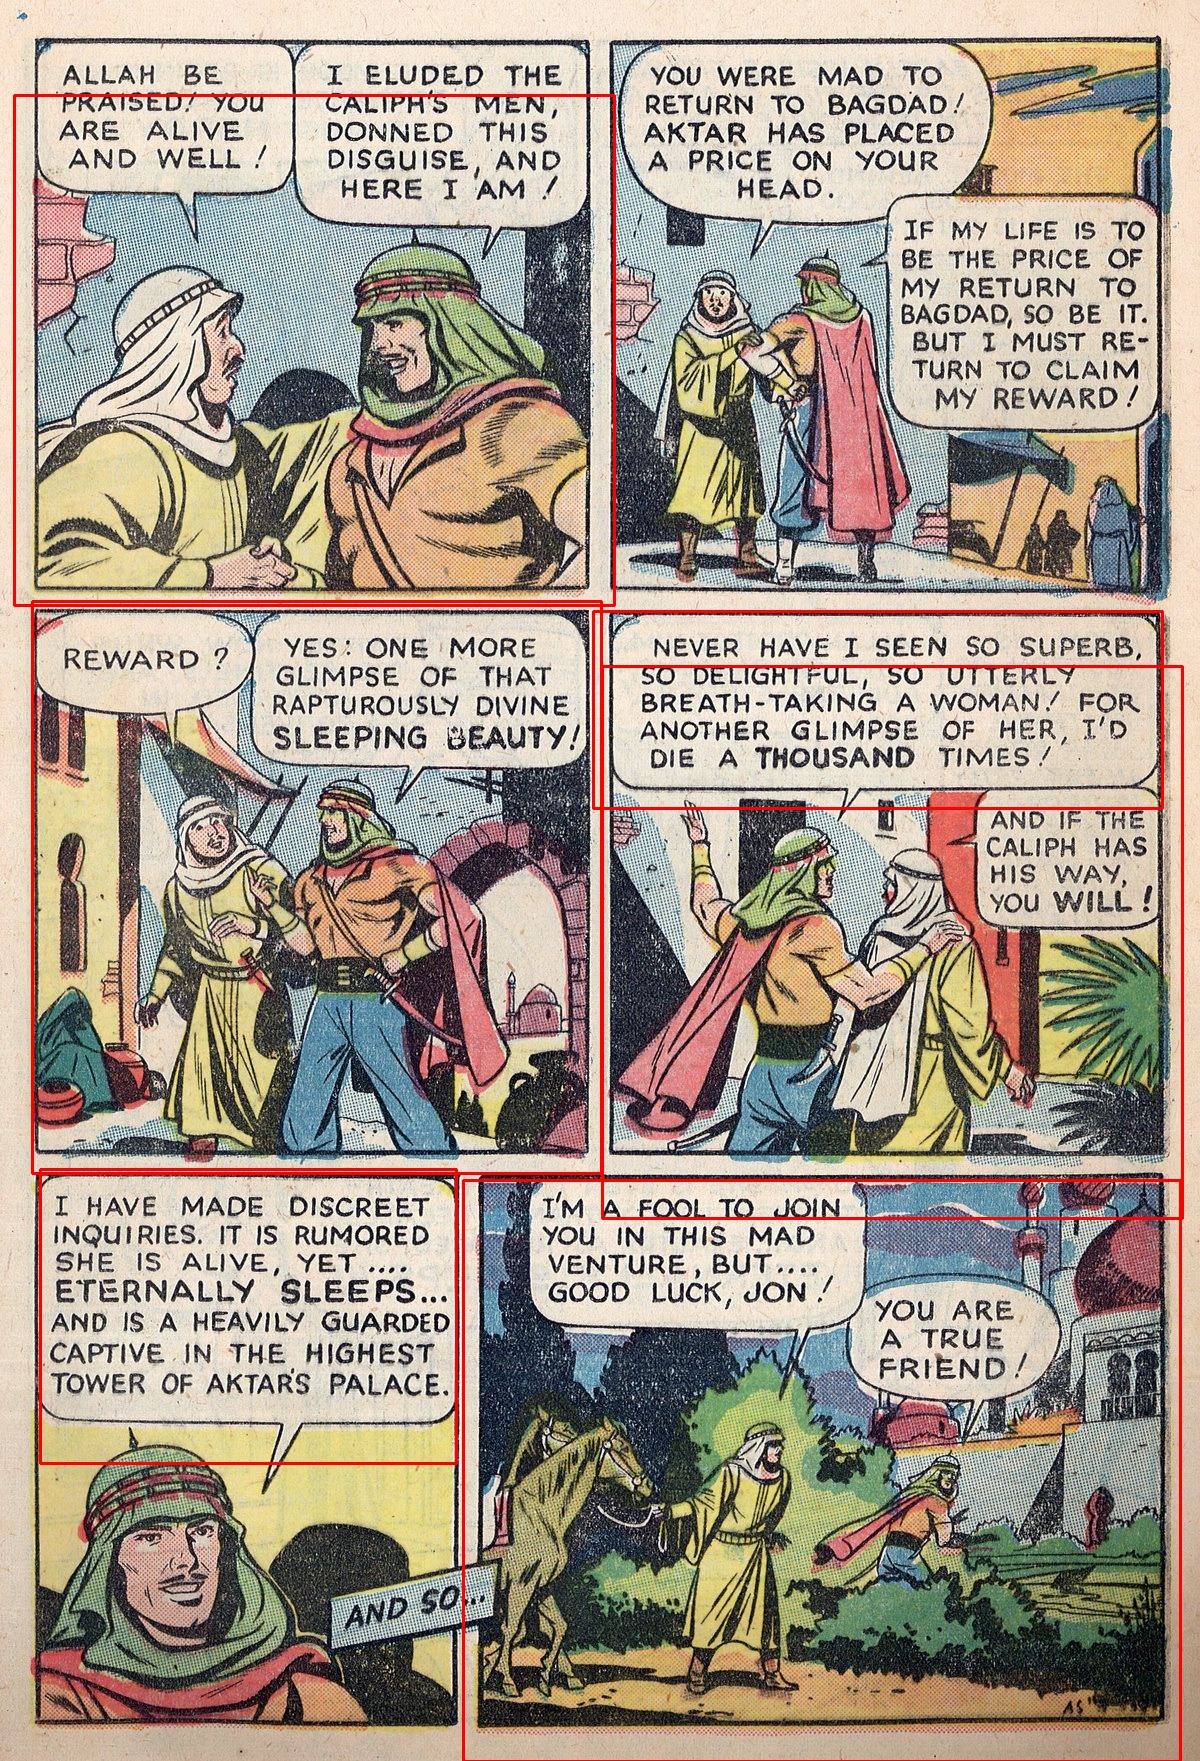 ALLAH BE
PRAISED! YOU
ARE ALIVE
AND WELL!
I ELUDED THE
CALIPH'S MEN,
DONNED THIS
DISGUISE, AND
HERE I AM!
YOU WERE MAD TO
RETURN TO BAGDAD!
AKTAR HAS PLACED
A PRICE ON YOUR
HEAD.
IF MY LIFE IS TO
BE THE PRICE OF
MY RETURN TO
BAGDAD, SO BE IT.
BUT I MUST RE-
TURN TO CLAIM
MY REWARD!
REWARD?
YES: ONE MORE
GLIMPSE OF THAT
RAPTUROUSLY DIVINE
SLEEPING BEAUTY!
NEVER HAVE I SEEN SO SUPERB,
SO DELIGHTFUL, SO UTTERLY
BREATH-TAKING A WOMAN! FOR
ANOTHER GLIMPSE OF HER, I'D
DIE A THOUSAND TIMES!
AND IF THE
CALIPH HAS
HIS WAY,
YOU WILL!
I HAVE MADE DISCREET
INQUIRIES. IT IS RUMORED
SHE IS ALIVE, YET ....
ETERNALLY SLEEPS...
AND IS A HEAVILY GUARDED
CAPTIVE IN THE HIGHEST
TOWER OF AKTAR'S PALACE.
AND SO...
I'M A FOOL TO JOIN
YOU IN THIS MAD
VENTURE, BUT....
GOOD LUCK, JON!
YOU ARE
A TRUE
FRIEND!
AS